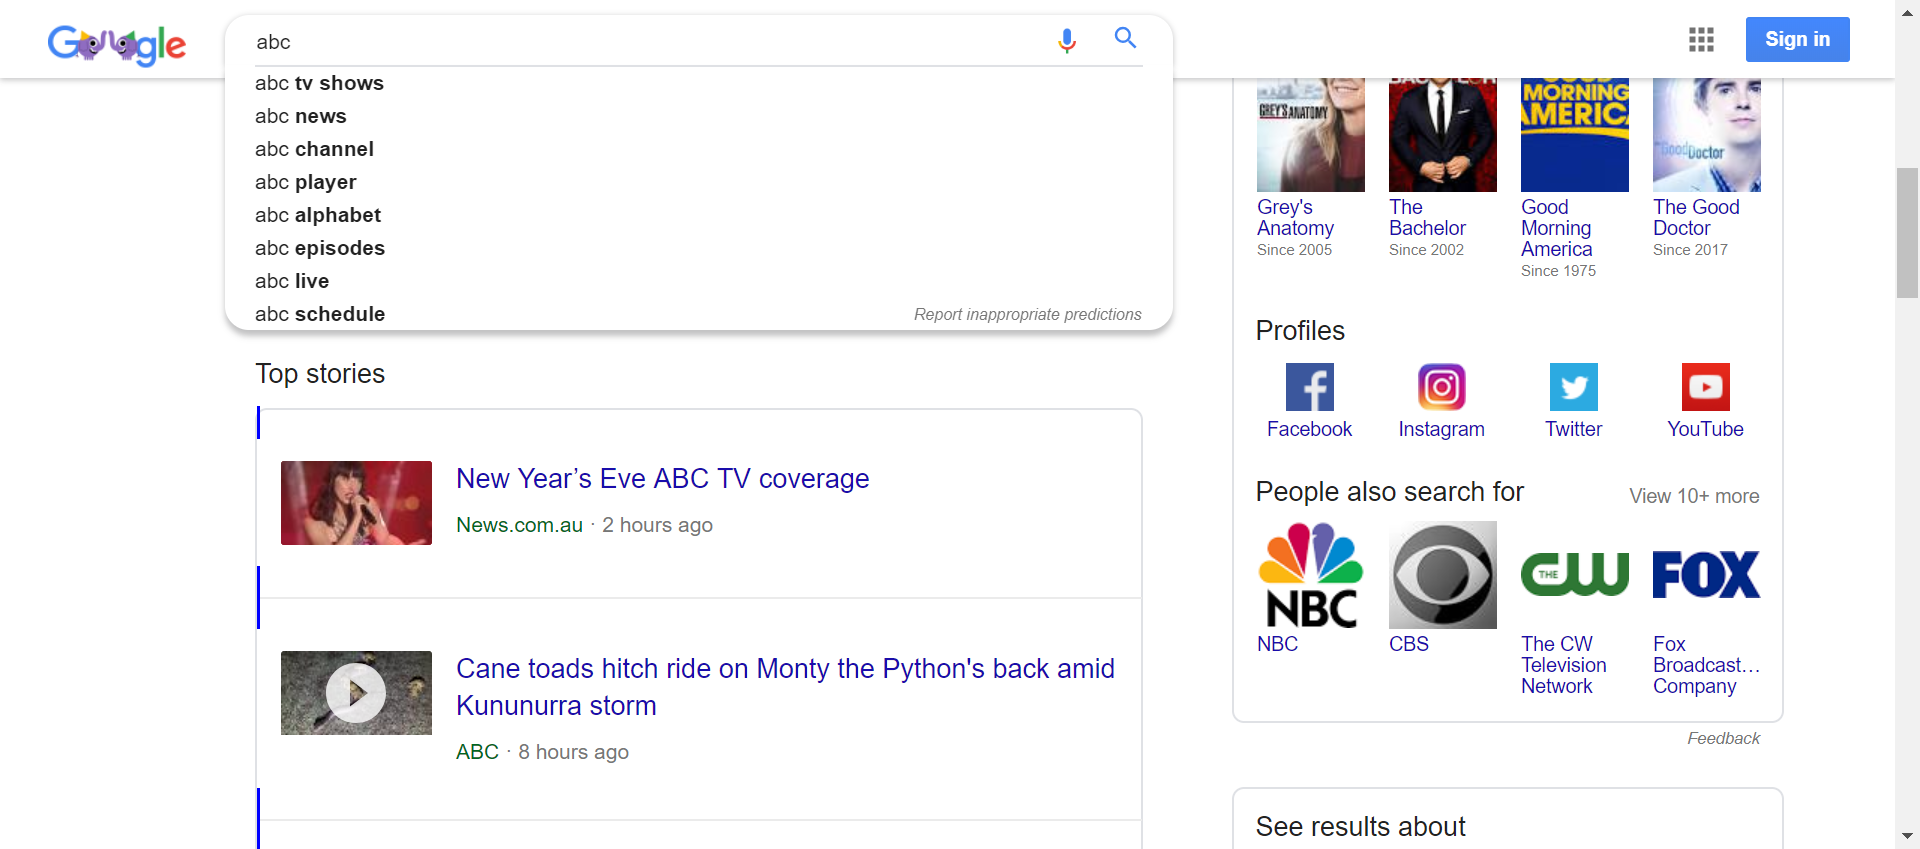 Google
abc
Sign in
abc tv shows
abc news
abc channel
abc player
abc alphabet
abc episodes
abc live
abc schedule
Report inappropriate predictions
Top stories
New Year’s Eve ABC TV coverage
News.com.au · 2 hours ago
Cane toads hitch ride on Monty the Python's back amid
Kununurra storm
ABC · 8 hours ago
GREY'S ANATOMY
MORNING
AMERICA
the Good Doctor
Grey's
Anatomy
Since 2005
The
Bachelor
Since 2002
Good
Morning
America
Since 1975
The Good
Doctor
Since 2017
Profiles
Facebook
Instagram
Twitter
YouTube
People also search for
View 10+ more
NBC
THE CW
FOX
NBC
CBS
The CW
Television
Network
Fox
Broadcast…
Company
Feedback
See results about